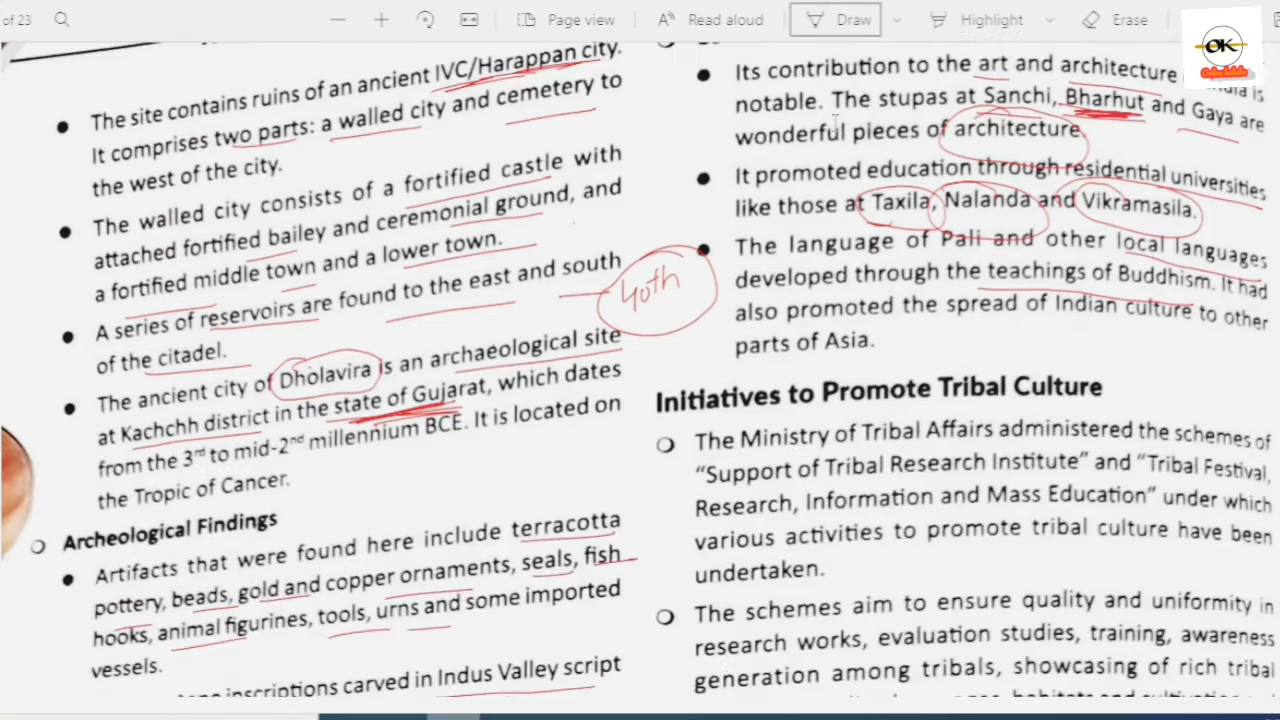 of 23
Page view
Read aloud
Draw
Highlight
Erase
OK
The site contains ruins of an ancient IVC/Harappan city.
It comprises two parts: a walled city and cemetery to
the west of the city.
The walled city consists of a fortified castle with
attached fortified bailey and ceremonial ground, and
a fortified middle town and a lower town.
A series of reservoirs are found to the east and south
of the citadel.
The ancient city of Dholavira is an archaeological site
at Kachchh district in the state of Gujarat, which dates
from the 3rd to mid-2nd millennium BCE. It is located on
the Tropic of Cancer.
Archeological Findings
Artifacts that were found here include terracotta
pottery, beads, gold and copper ornaments, seals, fish
hooks, animal figurines, tools, urns and some imported
vessels.
inscriptions carved in Indus Valley script
40th
Its contribution to the art and architecture
notable. The stupas at Sanchi, Bharhut and Gaya are
wonderful pieces of architecture.
It promoted education through residential universities
like those at Taxila, Nalanda and Vikramasila.
The language of Pali and other local languages
developed through the teachings of Buddhism. It had
also promoted the spread of Indian culture to other
parts of Asia.
Initiatives to Promote Tribal Culture
The Ministry of Tribal Affairs administered the schemes of
“Support of Tribal Research Institute” and “Tribal Festival,
Research, Information and Mass Education” under which
various activities to promote tribal culture have been
undertaken.
The schemes aim to ensure quality and uniformity in
research works, evaluation studies, training, awareness
generation among tribals, showcasing of rich tribal